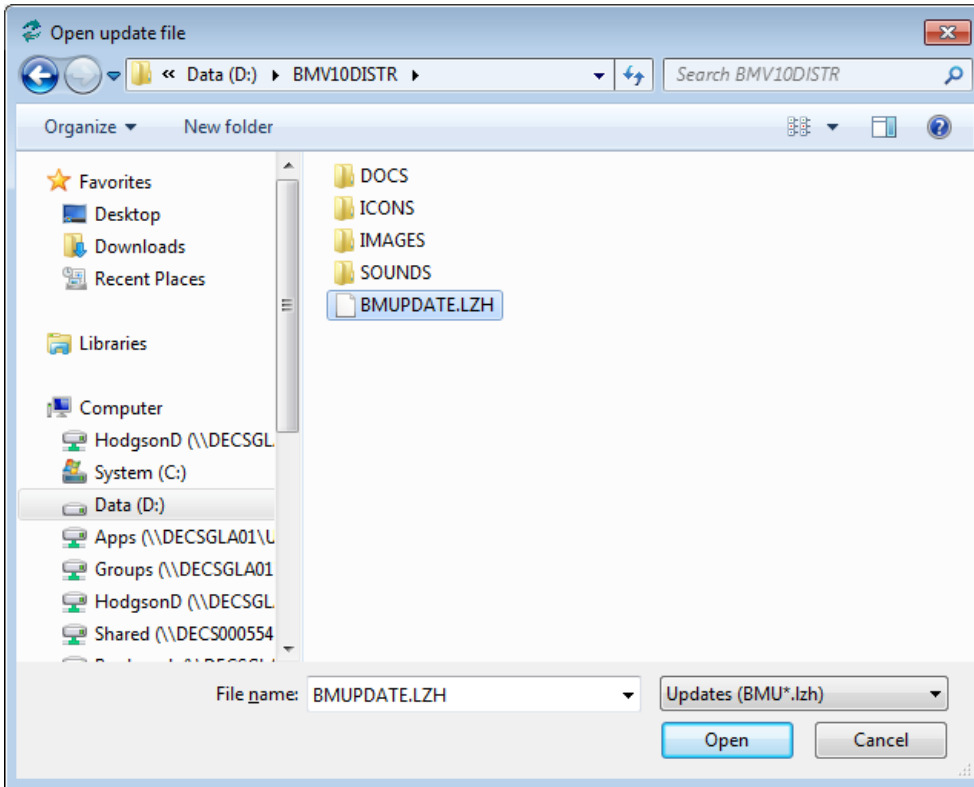 Open update file
« Data (D:) ▸ BMV10DISTR ▸
Search BMV10DISTR
Organize
New folder
Favorites
Desktop
Downloads
Recent Places
Libraries
Computer
HodgsonD (\\DECSGL.
System (C:)
Data (D:)
Apps (\\DECSGLA01\U
Groups (\\DECSGLA01
HodgsonD (\\DECSGL.
Shared (\\DECS000554
DOCS
ICONS
IMAGES
SOUNDS
BMUPDATE.LZH
File name: BMUPDATE.LZH
Updates (BMU*.lzh)
Open
Cancel